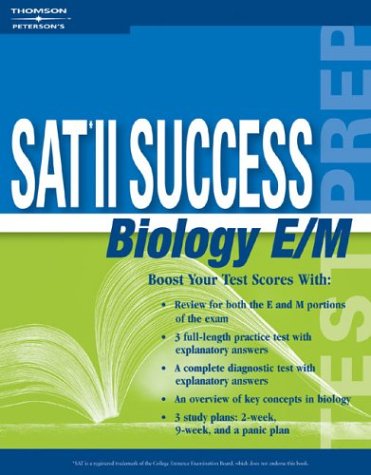 THOMSON
PETERSON'S
TEST PREP
SAT*II SUCCESS
Biology E/M
Boost Your Test Scores With:
• Review for both the E and M portions
of the exam
• 3 full-length practice test with
explanatory answers
• A complete diagnostic test with
explanatory answers
• An overview of key concepts in biology
• 3 study plans: 2-week,
9-week, and a panic plan
*SAT is a registered trademark of the College Entrance Examination Board, which does not endorse this book.